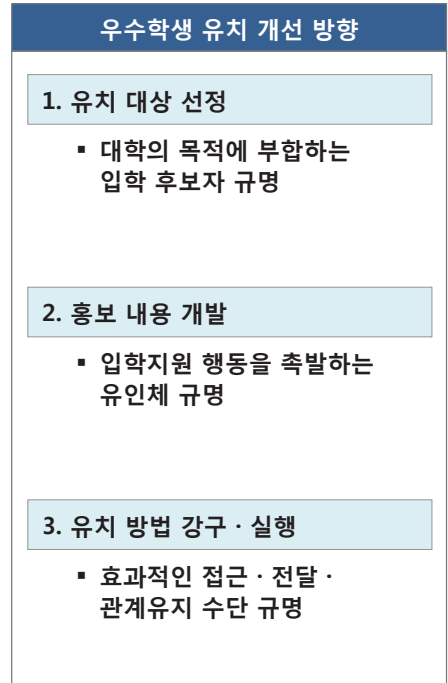 우수학생 유치 개선 방향
1. 유치 대상 선정
▪ 대학의 목적에 부합하는
입학 후보자 규명
2. 홍보 내용 개발
▪ 입학지원 행동을 촉발하는
유인체 규명
3. 유치 방법 강구 · 실행
▪ 효과적인 접근 · 전달 ·
관계유지 수단 규명